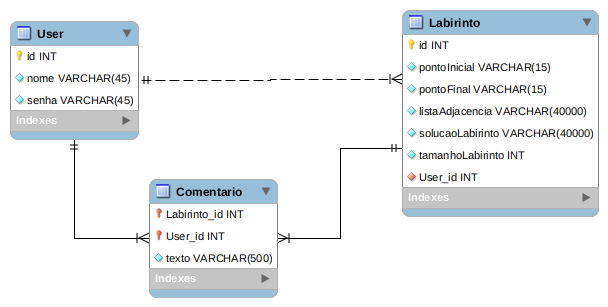 User
id INT
nome VARCHAR(45)
senha VARCHAR(45)
Indexes
Labirinto
id INT
pontoInicial VARCHAR(15)
pontoFinal VARCHAR(15)
listaAdjacencia VARCHAR(40000)
solucaoLabirinto VARCHAR(40000)
tamanhoLabirinto INT
User_id INT
Indexes
Comentario
Labirinto_id INT
User_id INT
texto VARCHAR(500)
Indexes